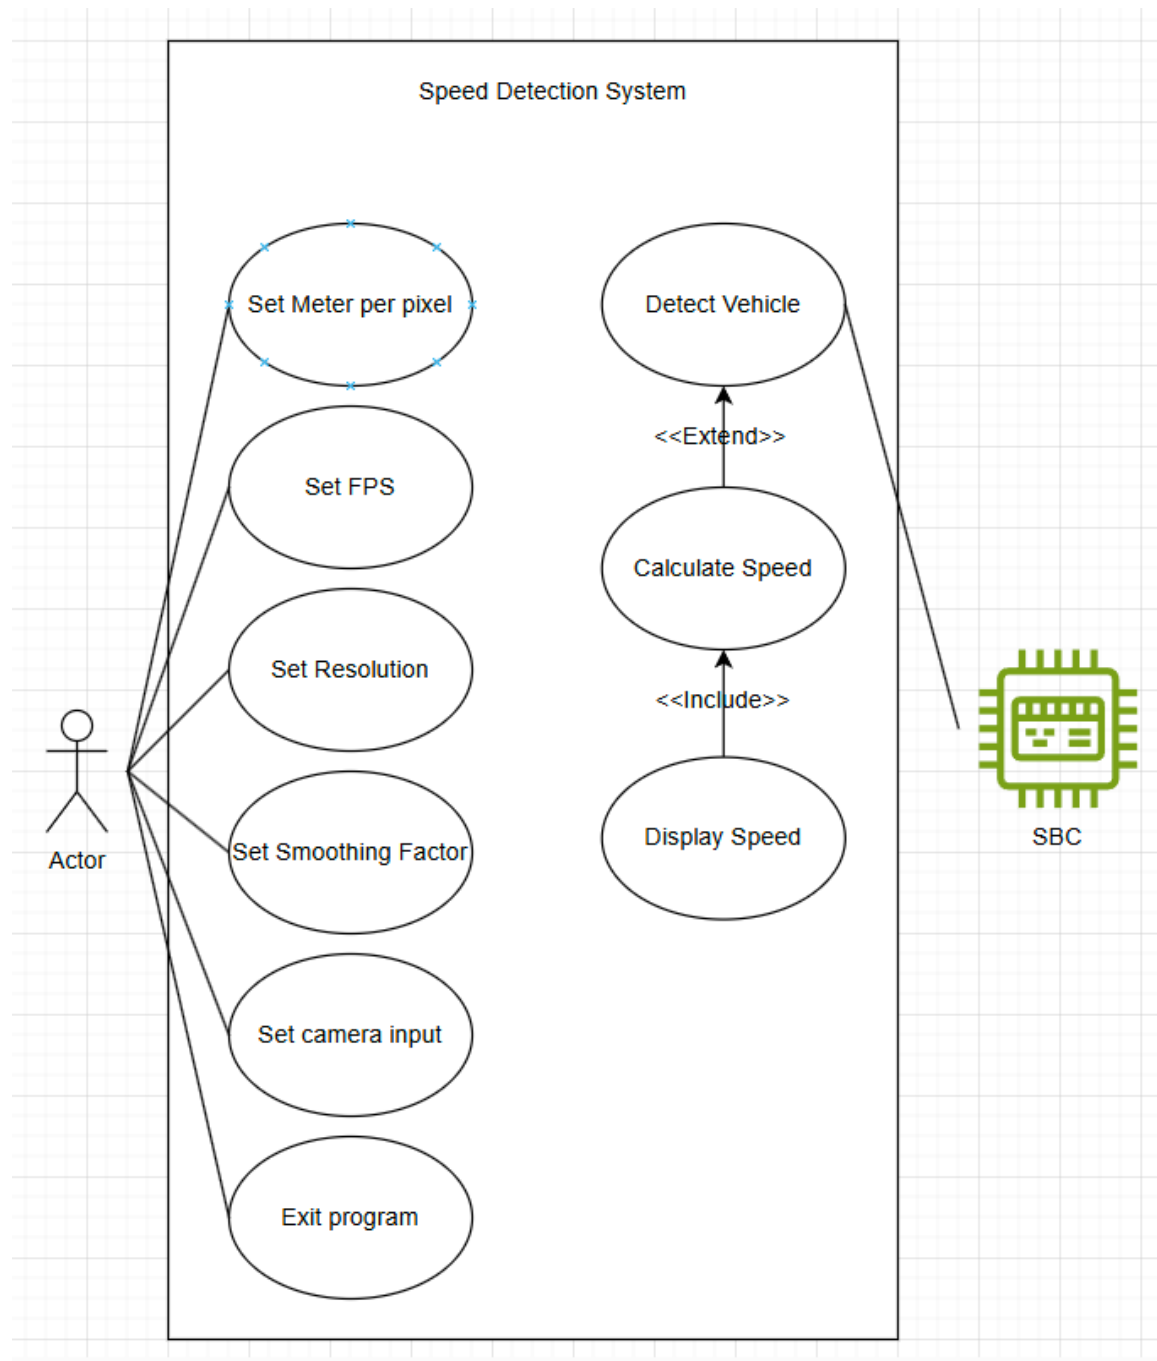 Speed Detection System
Set Meter per pixel
Set FPS
Set Resolution
Set Smoothing Factor
Set camera input
Exit program
Detect Vehicle
<<Extend>>
Calculate Speed
<<Include>>
Display Speed
Actor
SBC